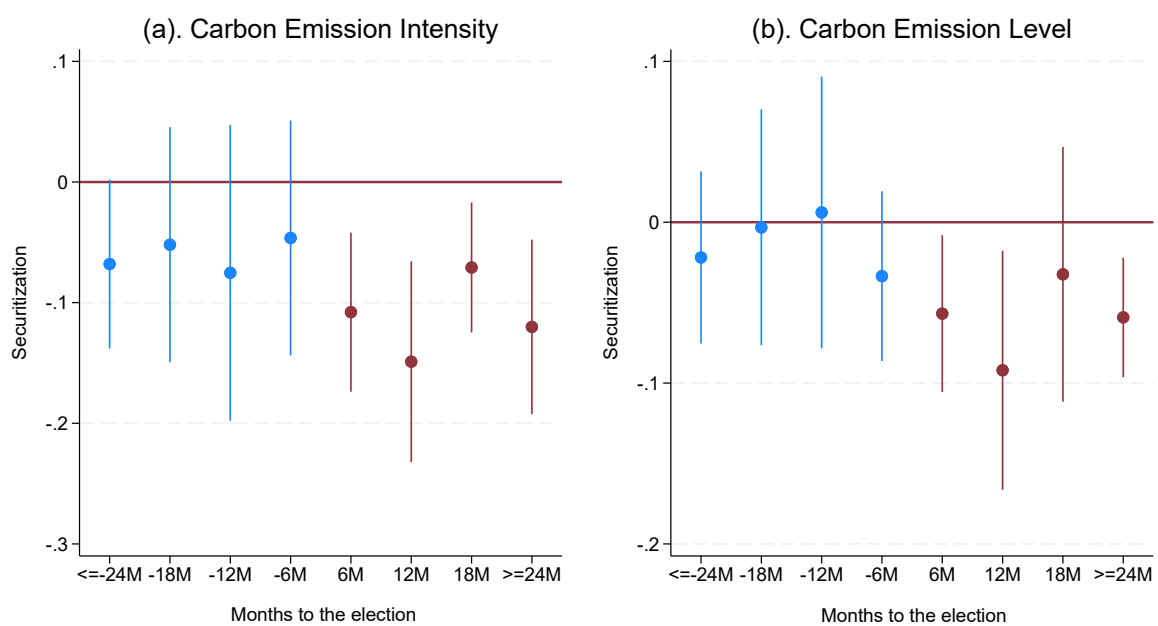 (a). Carbon Emission Intensity
.1
0
-.1
-.2
-.3
Securitization
<=-24M -18M -12M -6M 6M 12M 18M >=24M
Months to the election
(b). Carbon Emission Level
.1
0
-.1
-.2
Securitization
<=-24M -18M -12M -6M 6M 12M 18M >=24M
Months to the election